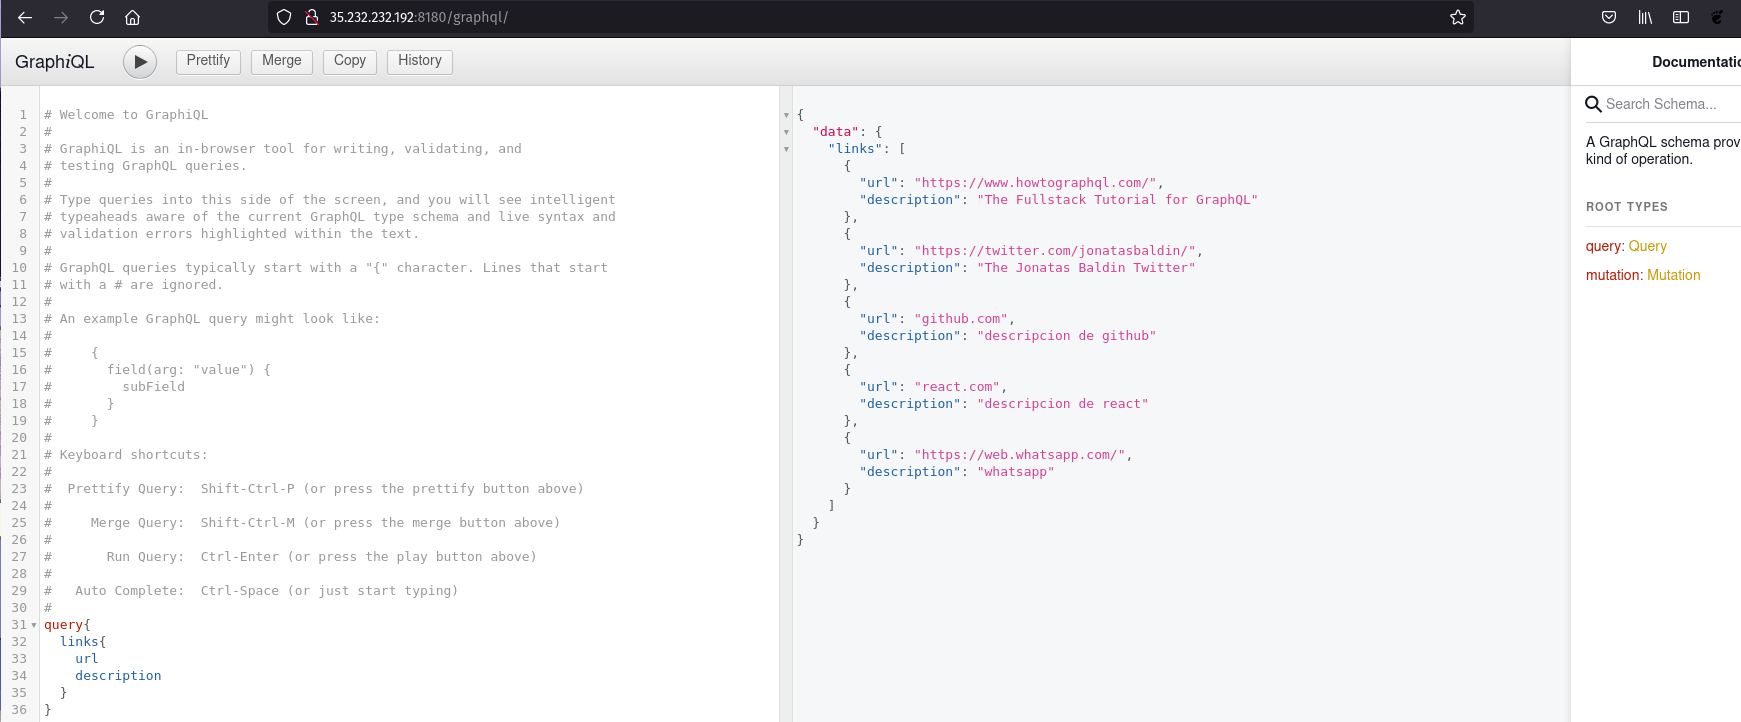 35.232.232.192:8180/graphql/
GraphiQL
Prettify
Merge
Copy
History
1 # Welcome to GraphiQL
2 #
3 # GraphiQL is an in-browser tool for writing, validating, and
4 # testing GraphQL queries.
5 #
6 # Type queries into this side of the screen, and you will see intelligent
7 # typeaheads aware of the current GraphQL type schema and live syntax and
8 # validation errors highlighted within the text.
9 #
10 # GraphQL queries typically start with a "{" character. Lines that start
11 # with a # are ignored.
12 #
13 # An example GraphQL query might look like:
14 #
15 #     {
16 #       field(arg: "value") {
17 #         subField
18 #       }
19 #     }
20 #
21 # Keyboard shortcuts:
22 #
23 #  Prettify Query:  Shift-Ctrl-P (or press the prettify button above)
24 #
25 #     Merge Query:  Shift-Ctrl-M (or press the merge button above)
26 #
27 #       Run Query:  Ctrl-Enter (or press the play button above)
28 #
29 #   Auto Complete:  Ctrl-Space (or just start typing)
30 #
31 query{
32   links{
33     url
34     description
35   }
36 }
{
  "data": {
    "links": [
      {
        "url": "https://www.howtographql.com/",
        "description": "The Fullstack Tutorial for GraphQL"
      },
      {
        "url": "https://twitter.com/jonatasbaldin/",
        "description": "The Jonatas Baldin Twitter"
      },
      {
        "url": "github.com",
        "description": "descripcion de github"
      },
      {
        "url": "react.com",
        "description": "descripcion de react"
      },
      {
        "url": "https://web.whatsapp.com/",
        "description": "whatsapp"
      }
    ]
  }
}
Documentatio
Search Schema...
A GraphQL schema prov
kind of operation.
ROOT TYPES
query: Query
mutation: Mutation